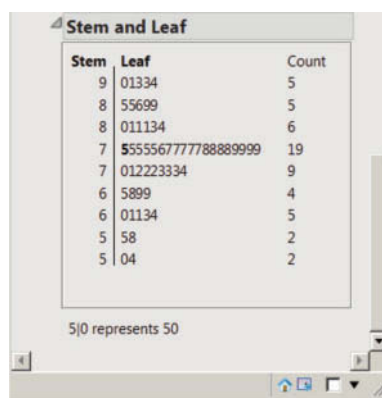 Stem and Leaf
Stem Leaf Count
9 01334 5
8 55699 5
8 011134 6
7 5555567777788889999 19
7 012223334 9
6 5899 4
6 01134 5
5 58 2
5 04 2
5|0 represents 50